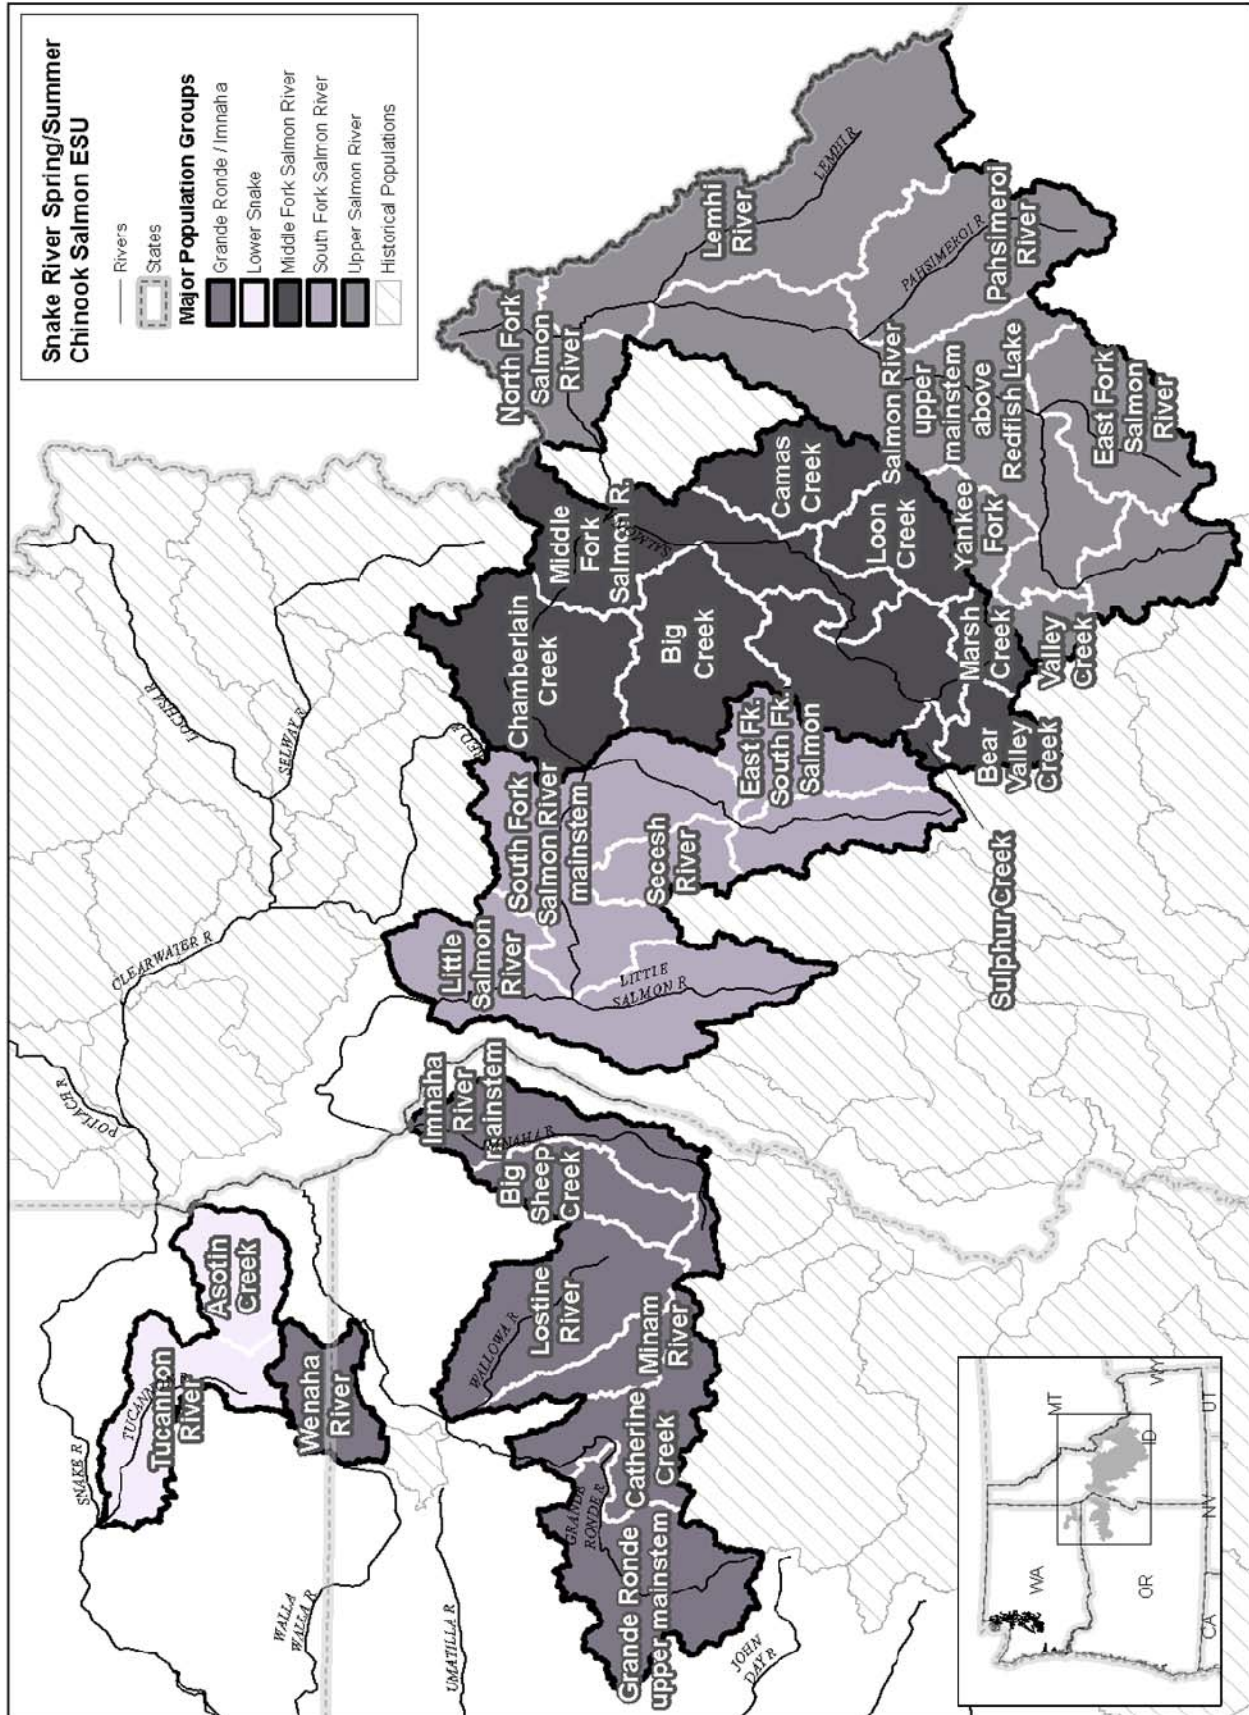 Snake River Spring/Summer
Chinook Salmon ESU
Rivers
States
Major Population Groups
Grande Ronde / Imnaha
Lower Snake
Middle Fork Salmon River
South Fork Salmon River
Upper Salmon River
Historical Populations
SNAKE R
Tucannon
River
Asotin
Creek
Wenaha
River
WALLA
WALLA R
UMATILLA R
JOHN
DAY R
POTLACH R
CLEARWATER R
LOCHSA R
SELWAY R
RED R
WALLOWA R
Lostine
River
Minam
River
Catherine
Creek
GRANDE
RONDE R
Grande Ronde
upper mainstem
Imnaha
River
mainstem
IMNAHA R
Big
Sheep
Creek
Little
Salmon
River
LITTLE
SALMON R
South Fork
Salmon River
mainstem
Secesh
River
East Fk.
South Fk.
Salmon
Sulphur Creek
Chamberlain
Creek
Middle
Fork
Salmon R.
Big
Creek
Camas
Creek
Loon
Creek
Marsh
Creek
Bear
Valley
Creek
Valley
Creek
Yankee
Fork
North Fork
Salmon
River
Lemhi
River
LEMHI R
PAHSIMEROI R
Pahsimeroi
River
Salmon River
upper
mainstem
above
Redfish Lake
East Fork
Salmon
River
WA
MT
OR
ID
WY
CA
NV
UT